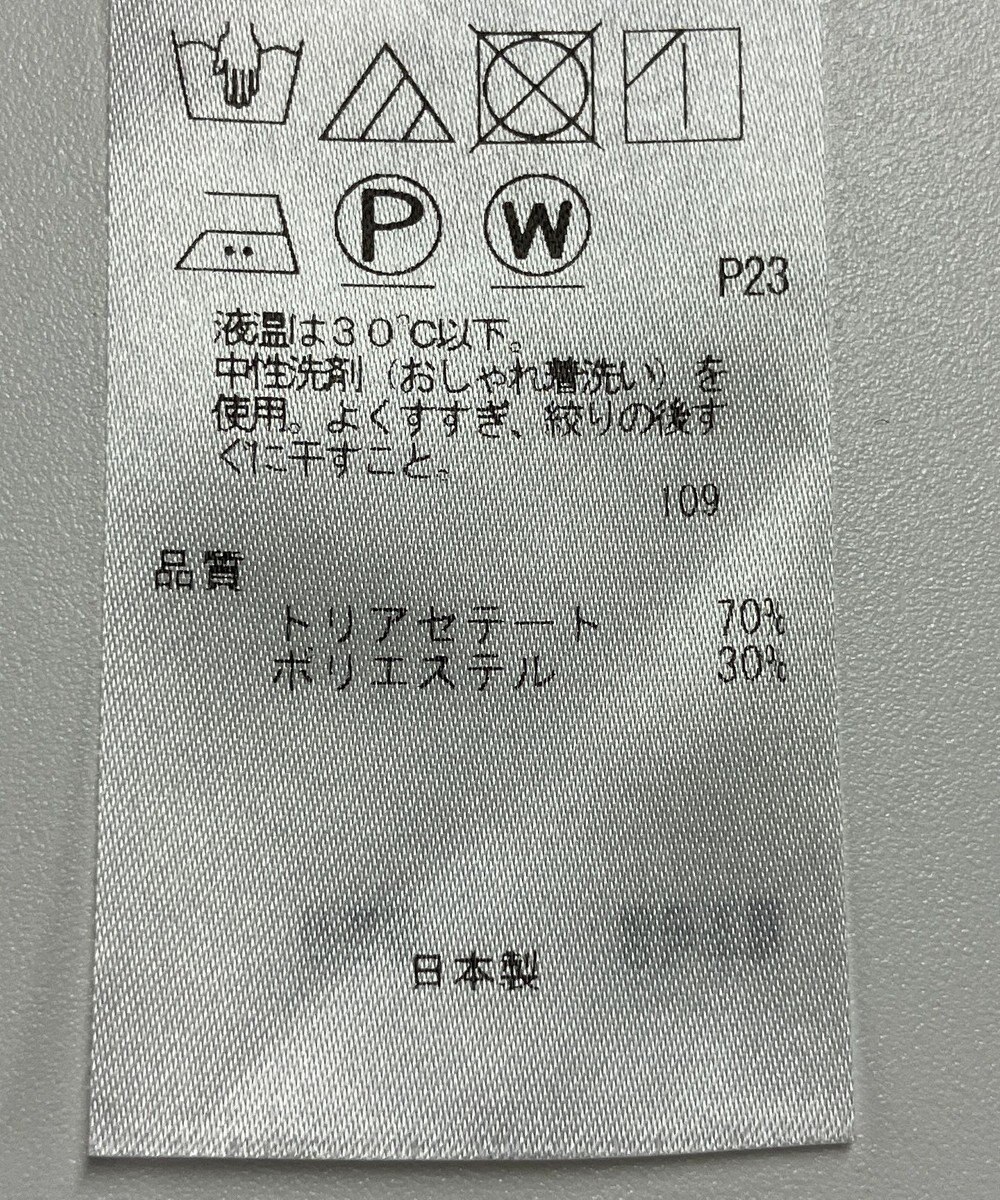 P W P23
液温は30℃以下。
中性洗剤(おしゃれ着洗い)を
使用。よくすすぎ、絞りの後す
ぐに干すこと。
109
品質
トリアセテート 70%
ポリエステル 30%
日本製